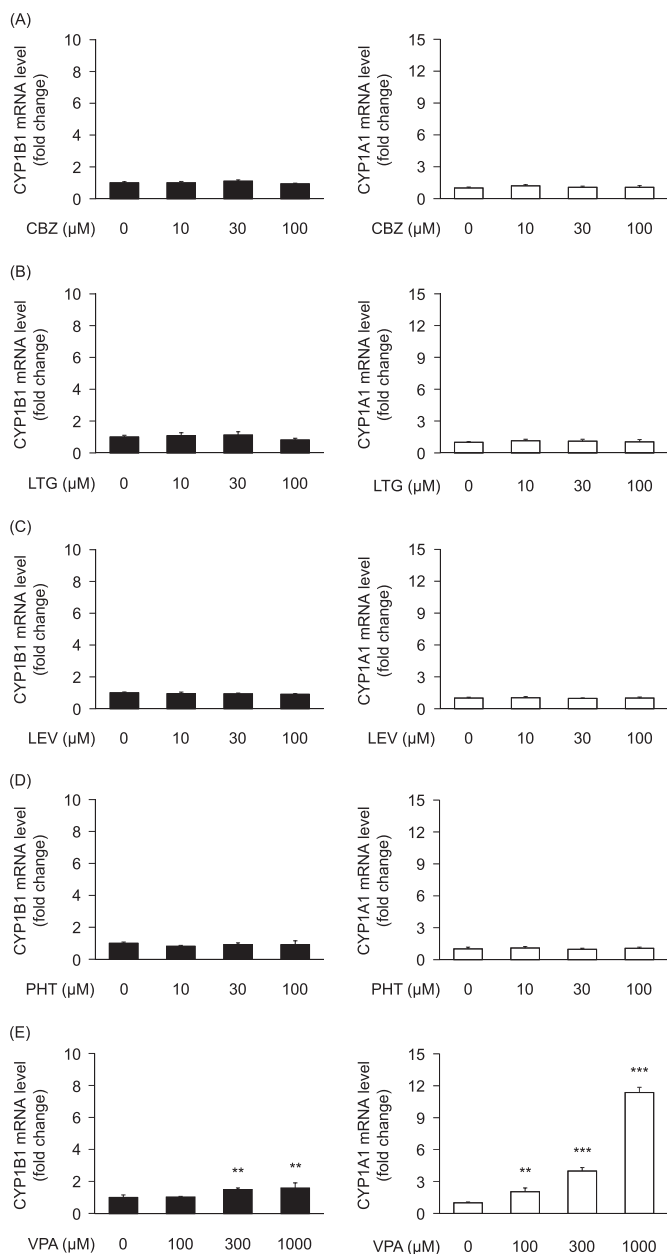 (A)
CYP1B1 mRNA level
(fold change)
10
8
6
4
2
0
CBZ (µM) 0 10 30 100
CYP1A1 mRNA level
(fold change)
15
12
9
6
3
0
CBZ (µM) 0 10 30 100
(B)
CYP1B1 mRNA level
(fold change)
10
8
6
4
2
0
LTG (µM) 0 10 30 100
CYP1A1 mRNA level
(fold change)
15
12
9
6
3
0
LTG (µM) 0 10 30 100
(C)
CYP1B1 mRNA level
(fold change)
10
8
6
4
2
0
LEV (µM) 0 10 30 100
CYP1A1 mRNA level
(fold change)
15
12
9
6
3
0
LEV (µM) 0 10 30 100
(D)
CYP1B1 mRNA level
(fold change)
10
8
6
4
2
0
PHT (µM) 0 10 30 100
CYP1A1 mRNA level
(fold change)
15
12
9
6
3
0
PHT (µM) 0 10 30 100
(E)
CYP1B1 mRNA level
(fold change)
10
8
6
4
2
0
** **
VPA (µM) 0 100 300 1000
CYP1A1 mRNA level
(fold change)
15
12
9
6
3
0
** *** ***
VPA (µM) 0 100 300 1000